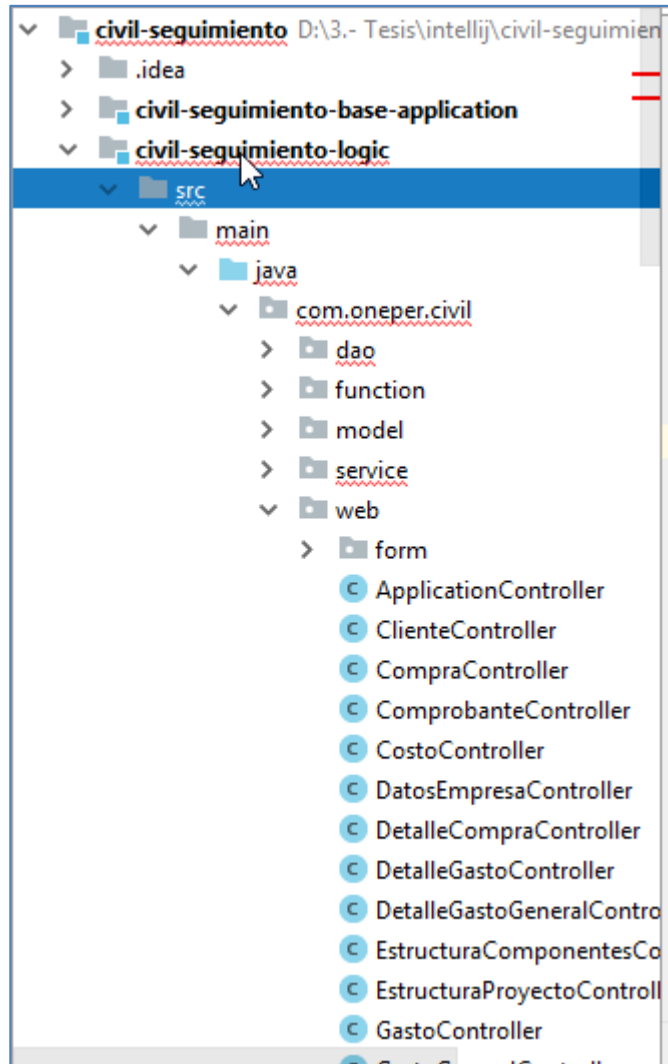 civil-seguimiento D:\3.- Tesis\intellij\civil-seguimien
.idea
civil-seguimiento-base-application
civil-seguimiento-logic
src
main
java
com.oneper.civil
dao
function
model
service
web
form
ApplicationController
ClienteController
CompraController
ComprobanteController
CostoController
DatosEmpresaController
DetalleCompraController
DetalleGastoController
DetalleGastoGeneralContro
EstructuraComponentesCo
EstructuraProyectoControll
GastoController